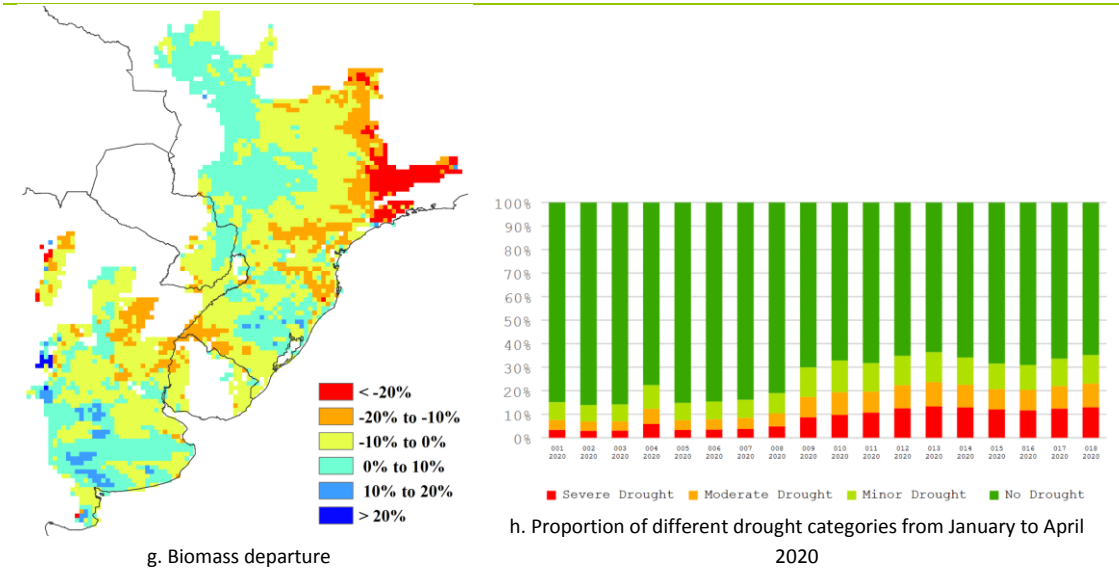 < -20%
-20% to -10%
-10% to 0%
0% to 10%
10% to 20%
> 20%
g. Biomass departure
100%
90%
80%
70%
60%
50%
40%
30%
20%
10%
0%
001 002 003 004 005 006 007 008 009 010 011 012 013 014 015 016 017 018
2020 2020 2020 2020 2020 2020 2020 2020 2020 2020 2020 2020 2020 2020 2020 2020 2020 2020
Severe Drought Moderate Drought Minor Drought No Drought
h. Proportion of different drought categories from January to April
2020